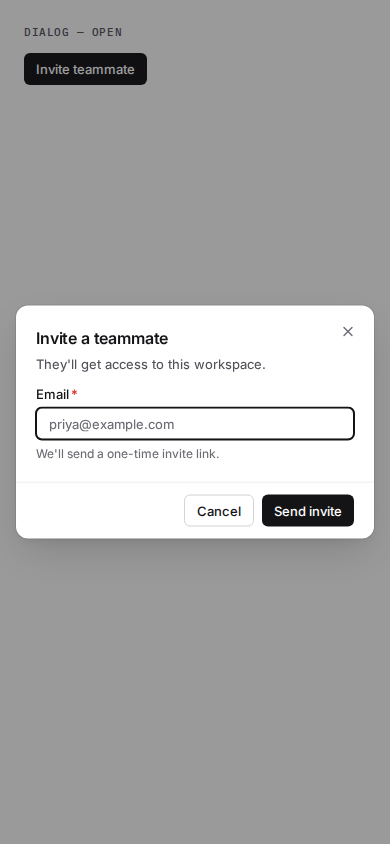 DIALOG — OPEN
Invite teammate
Invite a teammate
They'll get access to this workspace.
Email *
priya@example.com
We'll send a one-time invite link.
Cancel
Send invite